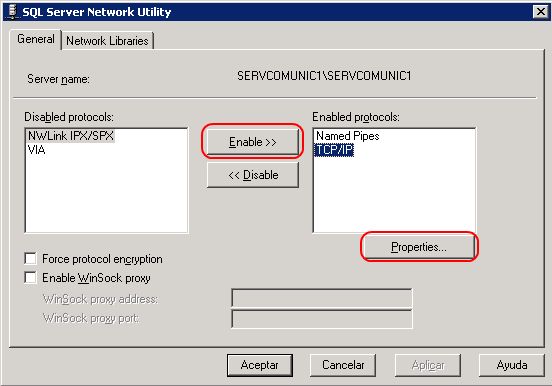 SQL Server Network Utility
General
Network Libraries
Server name:
SERVCOMUNIC1\SERVCOMUNIC1
Disabled protocols:
Enabled protocols:
NWLink IPX/SPX
VIA
Enable >>
<< Disable
Named Pipes
TCP/IP
Properties...
Force protocol encryption
Enable WinSock proxy
WinSock proxy address:
WinSock proxy port:
Aceptar
Cancelar
Aplicar
Ayuda